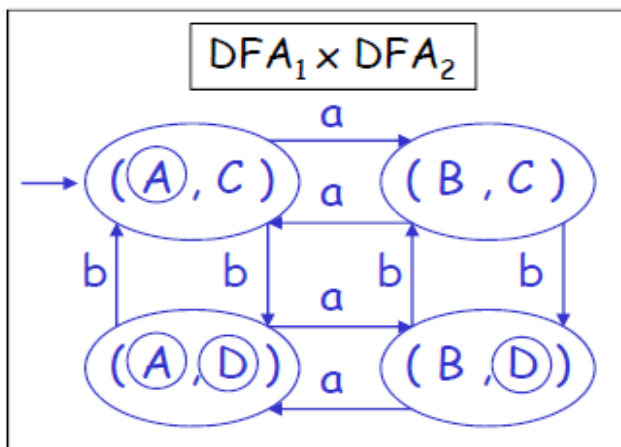 DFA₁ x DFA₂
a
( A , C ) ( B , C )
a
b b b b
a
( A , D ) ( B , D )
a